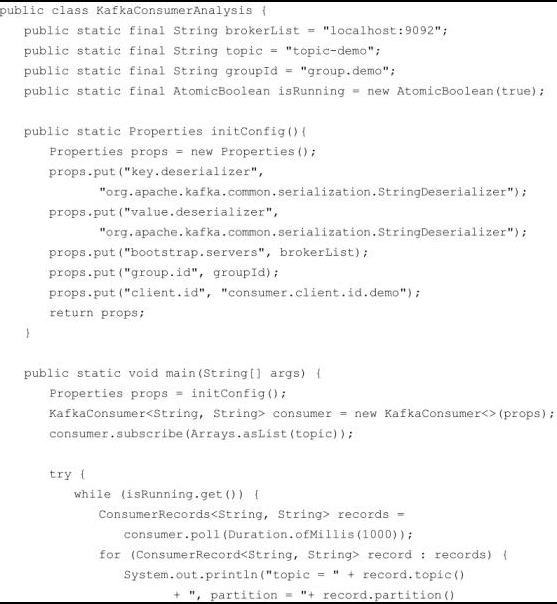 public class KafkaConsumerAnalysis {
public static final String brokerList = "localhost:9092";
public static final String topic = "topic-demo";
public static final String groupId = "group.demo";
public static final AtomicBoolean isRunning = new AtomicBoolean(true);
public static Properties initConfig(){
Properties props = new Properties();
props.put("key.deserializer",
"org.apache.kafka.common.serialization.StringDeserializer");
props.put("value.deserializer",
"org.apache.kafka.common.serialization.StringDeserializer");
props.put("bootstrap.servers", brokerList);
props.put("group.id", groupId);
props.put("client.id", "consumer.client.id.demo");
return props;
}
public static void main(String[] args) {
Properties props = initConfig();
KafkaConsumer<String, String> consumer = new KafkaConsumer<>(props);
consumer.subscribe(Arrays.asList(topic));
try {
while (isRunning.get()) {
ConsumerRecords<String, String> records =
consumer.poll(Duration.ofMillis(1000));
for (ConsumerRecord<String, String> record : records) {
System.out.println("topic = " + record.topic()
+ ", partition = "+ record.partition()